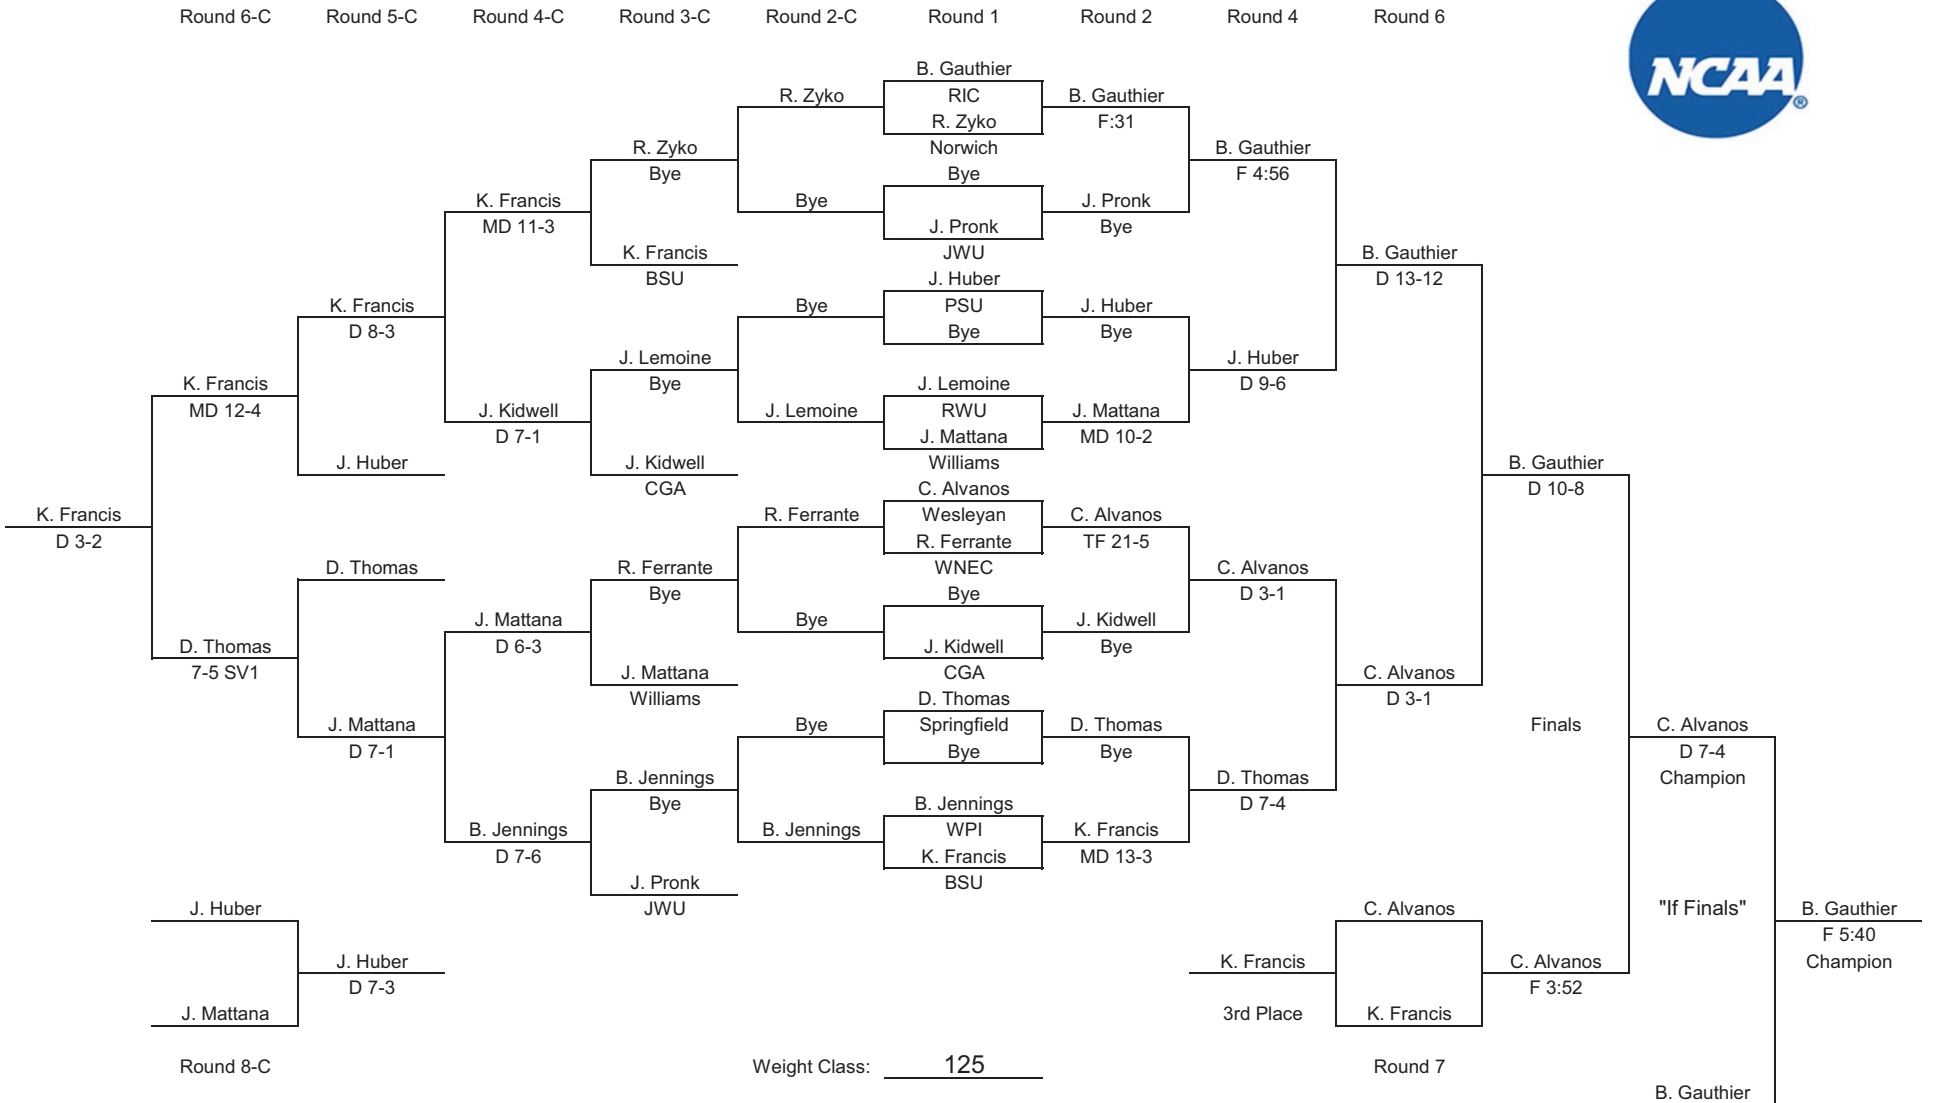 Round 6-C Round 5-C Round 4-C Round 3-C Round 2-C Round 1 Round 2 Round 4 Round 6
NCAA®
B. Gauthier
R. Zyko RIC B. Gauthier
R. Zyko F:31
R. Zyko Norwich B. Gauthier
Bye Bye F 4:56
K. Francis Bye J. Pronk
MD 11-3 J. Pronk Bye
K. Francis JWU B. Gauthier
BSU J. Huber D 13-12
K. Francis Bye PSU J. Huber
D 8-3 Bye Bye
J. Lemoine J. Huber
K. Francis Bye J. Lemoine D 9-6
MD 12-4 J. Kidwell J. Lemoine RWU J. Mattana
D 7-1 J. Mattana MD 10-2
J. Huber J. Kidwell Williams B. Gauthier
CGA C. Alvanos D 10-8
K. Francis R. Ferrante Wesleyan C. Alvanos
D 3-2 R. Ferrante TF 21-5
D. Thomas R. Ferrante WNEC C. Alvanos
Bye Bye D 3-1
J. Mattana Bye J. Kidwell
D. Thomas D 6-3 J. Kidwell Bye
7-5 SV1 J. Mattana CGA C. Alvanos
Williams D. Thomas D 3-1
J. Mattana Bye Springfield D. Thomas Finals C. Alvanos
D 7-1 Bye Bye D 7-4
B. Jennings D. Thomas Champion
Bye B. Jennings D 7-4
B. Jennings B. Jennings WPI K. Francis
D 7-6 K. Francis MD 13-3
J. Pronk BSU
J. Huber JWU C. Alvanos "If Finals" B. Gauthier
F 5:40
J. Huber K. Francis C. Alvanos Champion
D 7-3 F 3:52
J. Mattana 3rd Place K. Francis
Round 8-C Weight Class: 125 Round 7
B. Gauthier